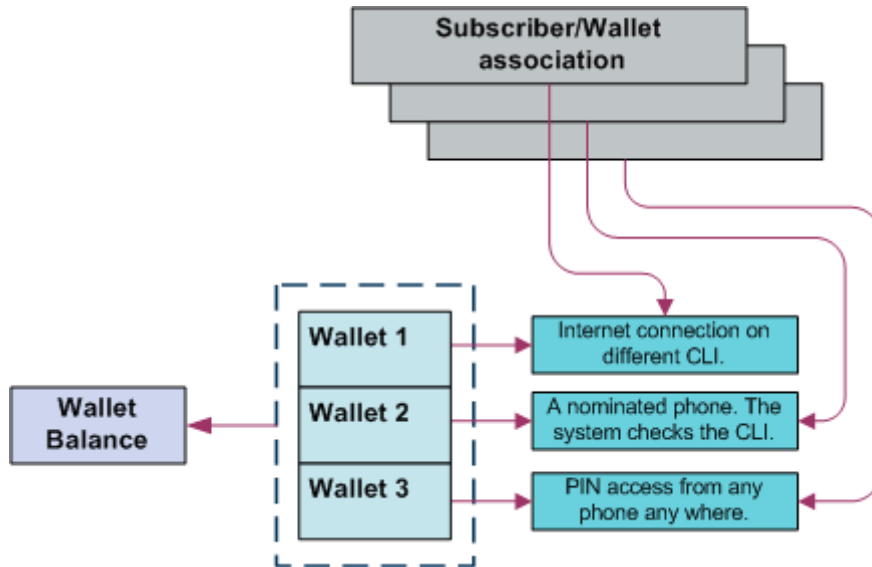 Subscriber/Wallet
association
Wallet 1
Internet connection on
different CLI.
Wallet
Balance
Wallet 2
A nominated phone. The
system checks the CLI.
Wallet 3
PIN access from any
phone any where.